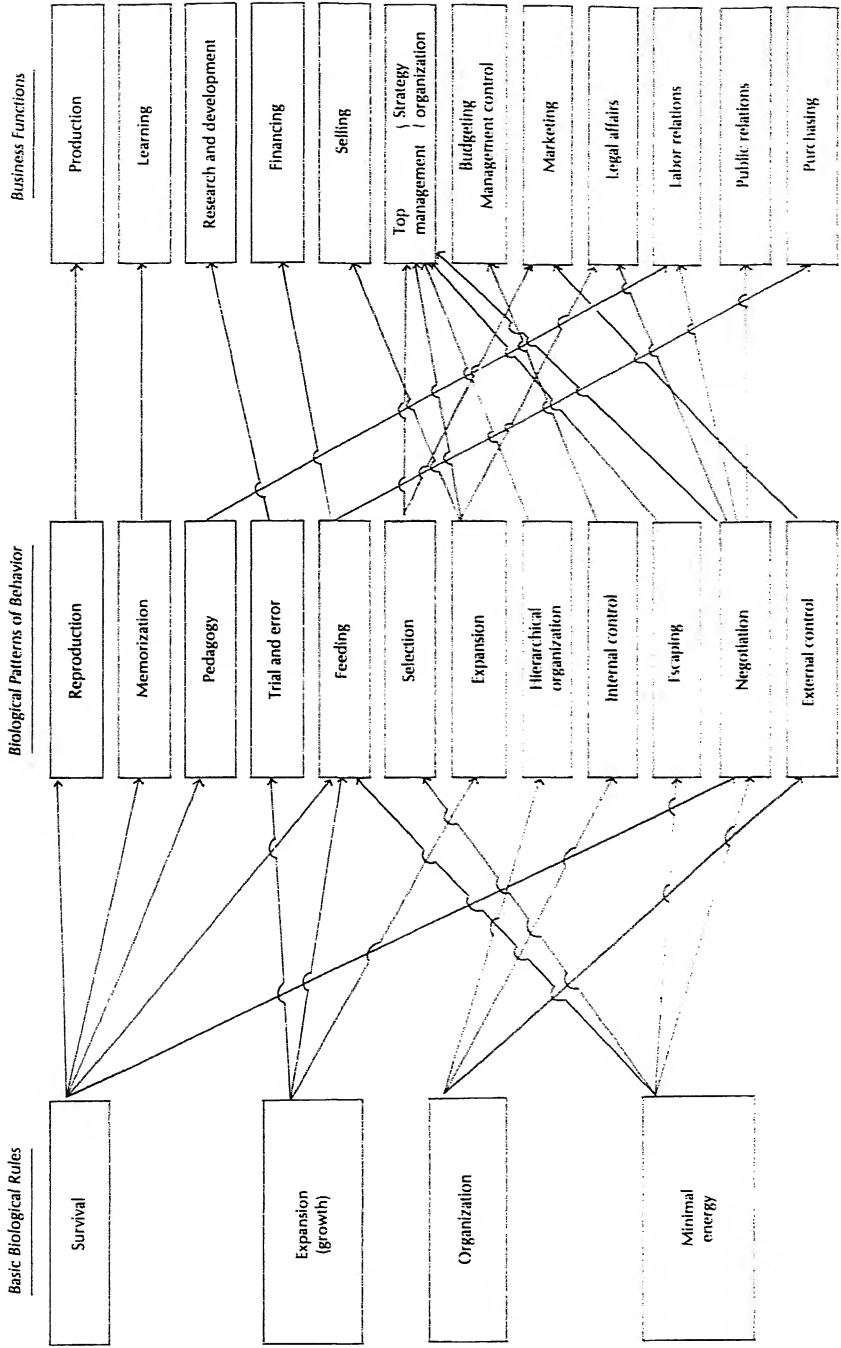 Basic Biological Rules
Survival
Expansion
(growth)
Organization
Minimal
energy
Biological Patterns of Behavior
Reproduction
Memorization
Pedagogy
Trial and error
Feeding
Selection
Expansion
Hierarchical
organization
Internal control
Escaping
Negotiation
External control
Business Functions
Production
Learning
Research and development
Financing
Selling
Top } Strategy
management } organization
Budgeting
Management control
Marketing
Legal affairs
Labor relations
Public relations
Purchasing